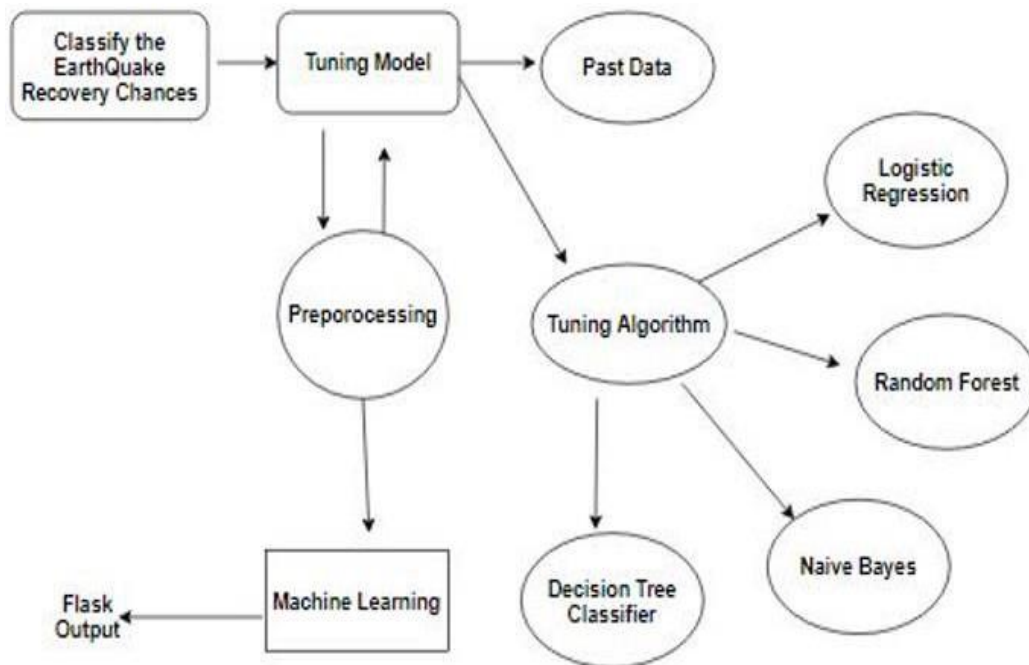 Classify the
EarthQuake
Recovery Chances
Tuning Model
Past Data
Logistic
Regression
Preporocessing
Tuning Algorithm
Random Forest
Machine Learning
Decision Tree
Classifier
Naive Bayes
Flask
Output